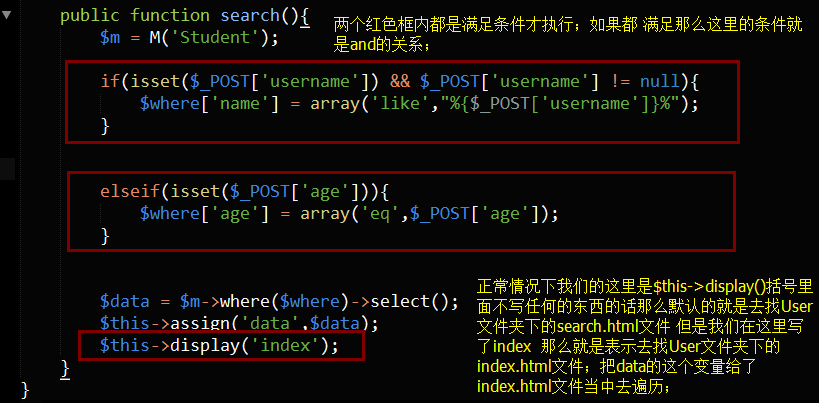 public function search(){
$m = M('Student');
两个红色框内都是满足条件才执行；如果都 满足那么这里的条件就
是and的关系；
if(isset($_POST['username']) && $_POST['username'] != null){
$where['name'] = array('like',"%{$_POST['username']}%");
}
elseif(isset($_POST['age'])){
$where['age'] = array('eq',$_POST['age']);
}
$data = $m->where($where)->select();
$this->assign('data',$data);
$this->display('index');
}
}
正常情况下我们的这里是$this->display()括号里
面不写任何的东西的话那么默认的就是去找User
文件夹下的search.html文件 但是我们在这里写
了index 那么就是表示去找User文件夹下的
index.html文件；把data的这个变量给了
index.html文件当中去遍历；